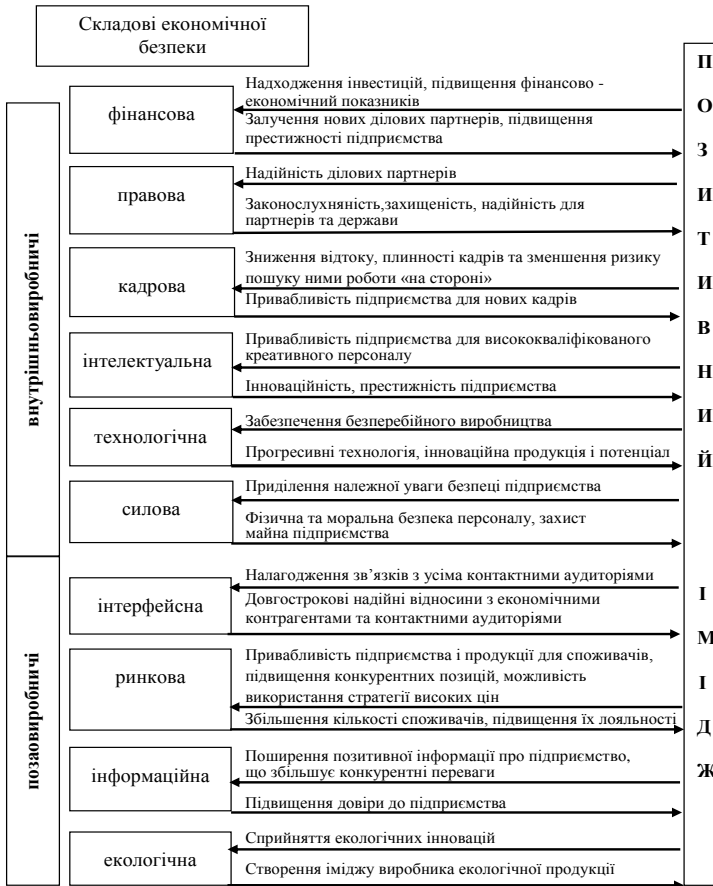 Складові економічної
безпеки
внутрішньовиробничі
фінансова
Надходження інвестицій, підвищення фінансово -
економічний показників
Залучення нових ділових партнерів, підвищення
престижності підприємства
правова
Надійність ділових партнерів
Законослухняність,захищеність, надійність для
партнерів та держави
кадрова
Зниження відтоку, плинності кадрів та зменшення ризику
пошуку ними роботи «на стороні»
Привабливість підприємства для нових кадрів
інтелектуальна
Привабливість підприємства для висококваліфікованого
креативного персоналу
Інноваційність, престижність підприємства
технологічна
Забезпечення безперебійного виробництва
Прогресивні технологія, інноваційна продукція і потенціал
силова
Приділення належної уваги безпеці підприємства
Фізична та моральна безпека персоналу, захист
майна підприємства
позаовиробничі
інтерфейсна
Налагодження зв’язків з усіма контактними аудиторіями
Довгострокові надійні відносини з економічними
контрагентами та контактними аудиторіями
ринкова
Привабливість підприємства і продукції для споживачів,
підвищення конкурентних позицій, можливість
використання стратегії високих цін
Збільшення кількості споживачів, підвищення їх лояльності
інформаційна
Поширення позитивної інформації про підприємство,
що збільшує конкурентні переваги
Підвищення довіри до підприємства
екологічна
Сприйняття екологічних інновацій
Створення іміджу виробника екологічної продукції
ПОЗИТИВНИЙ
ІМІДЖ